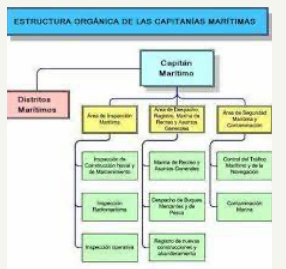 ESTRUCTURA ORGÁNICA DE LAS CAPITANÍAS MARÍTIMAS
Capitán
Marítimo
Distritos
Marítimos
Area de Inspección
Marítima
Area de Despacho,
Registro, Marina de
Recreo y Asuntos
Generales
Area de Seguridad
Marítima y
Contaminación
Inspección de
Construcción Naval y
de Mantenimiento
Marina de Recreo y
Asuntos Generales
Control del Tráfico
Marítimo y de la
Navegación
Inspección
Radiomarítima
Despacho de Buques
Mercantes y de
Pesca
Contaminación
Marina
Inspección operativa
Registro de nuevas
construcciones y
abanderamiento